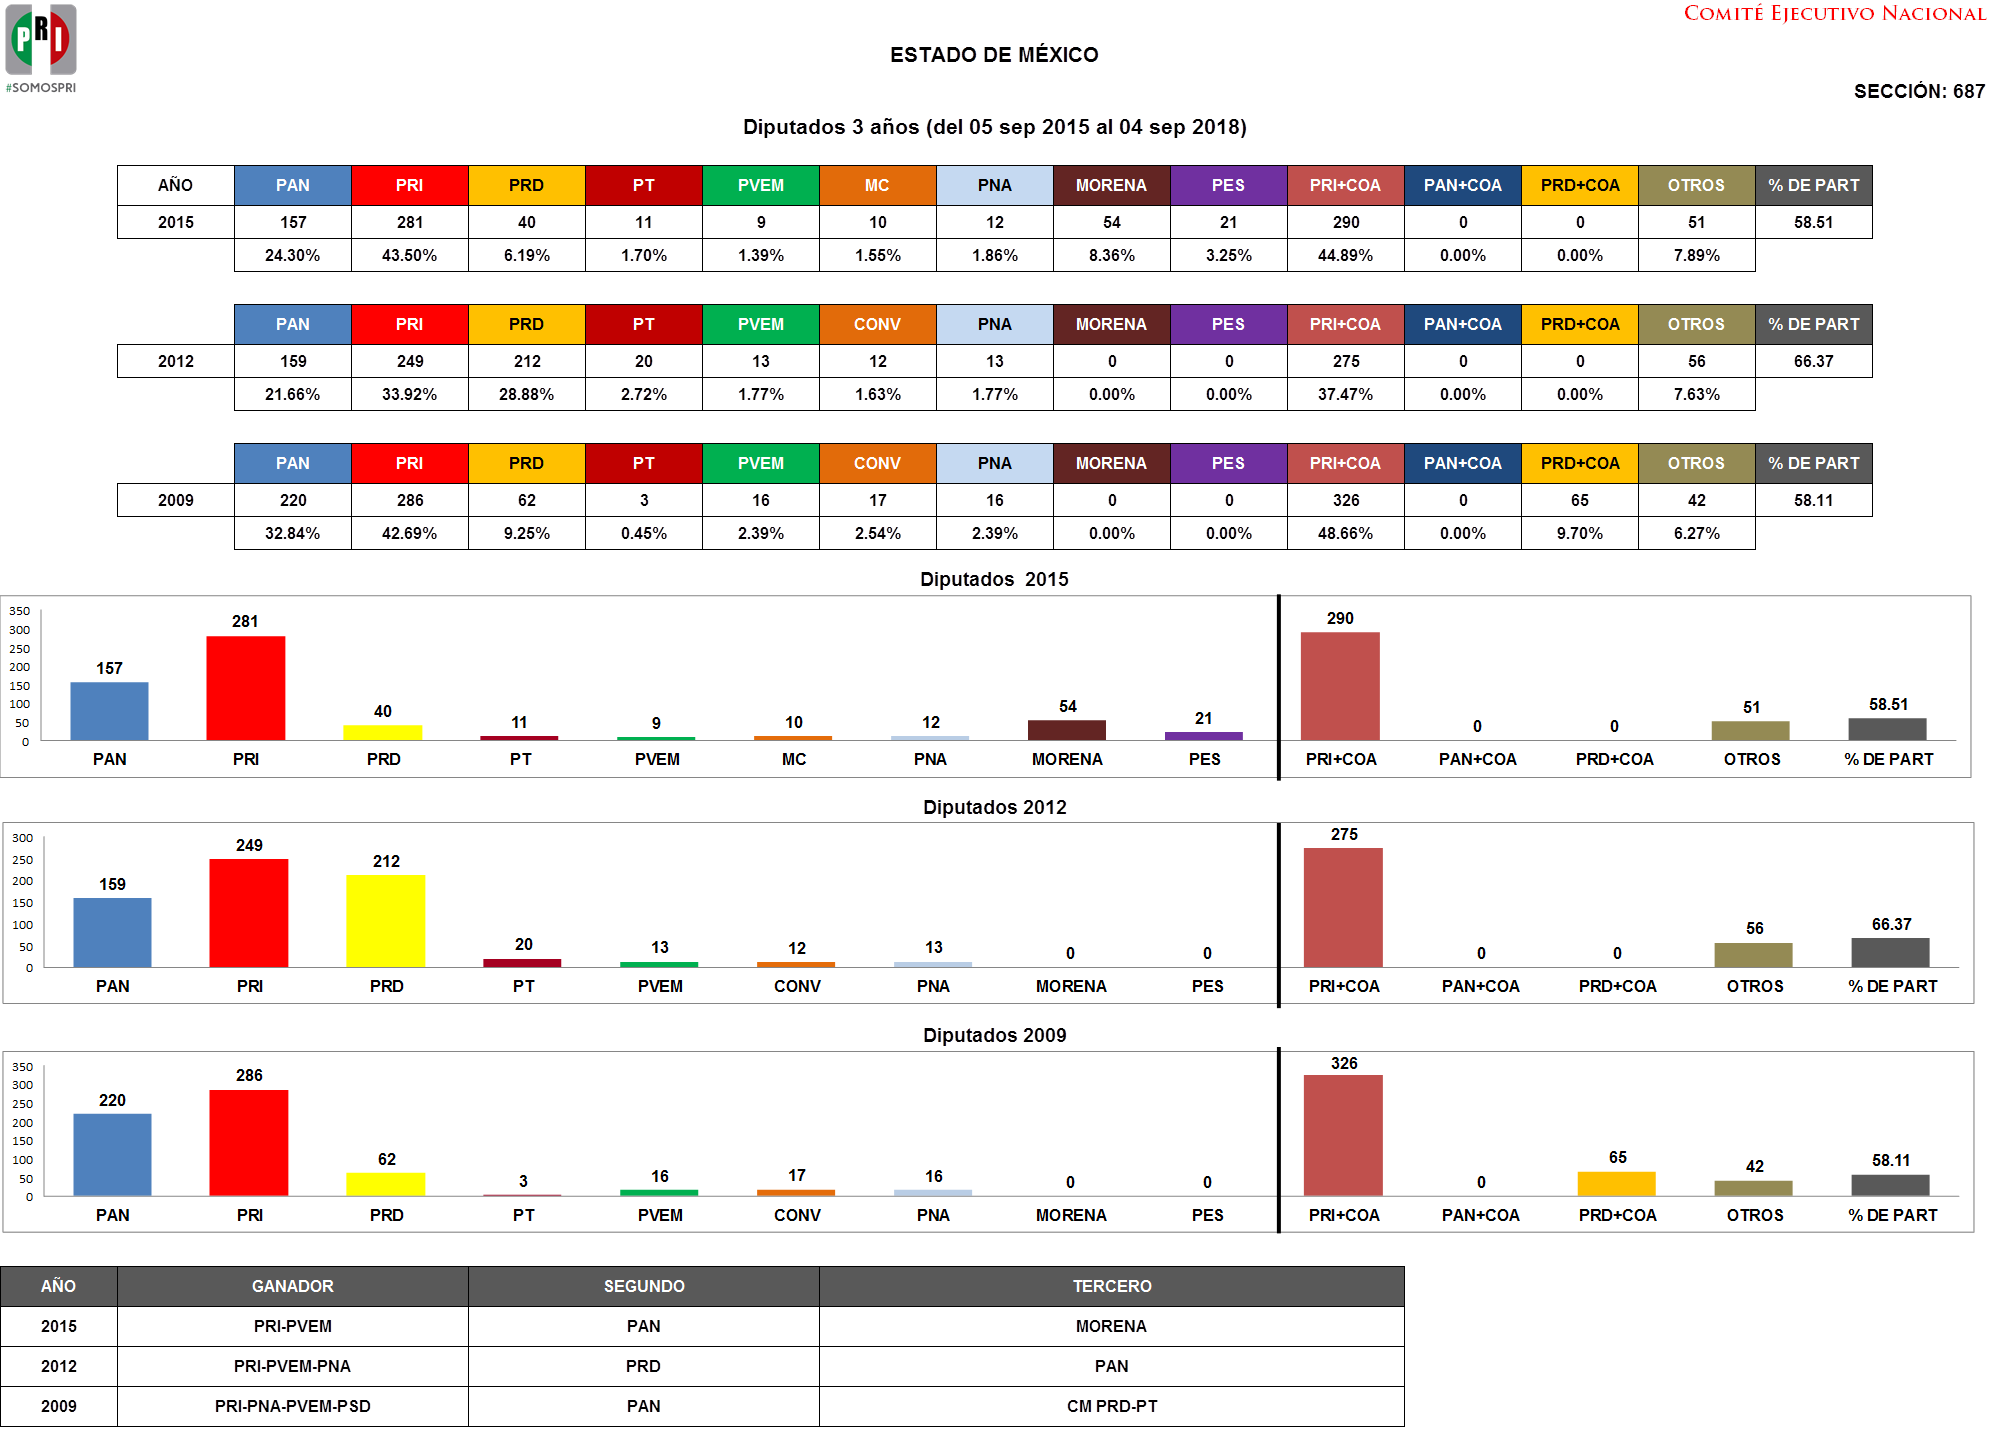 PRI
#SOMOSPRI
COMITÉ EJECUTIVO NACIONAL
ESTADO DE MÉXICO
SECCIÓN: 687
Diputados 3 años (del 05 sep 2015 al 04 sep 2018)
AÑO PAN PRI PRD PT PVEM MC PNA MORENA PES PRI+COA PAN+COA PRD+COA OTROS % DE PART
2015 157 281 40 11 9 10 12 54 21 290 0 0 51 58.51
24.30% 43.50% 6.19% 1.70% 1.39% 1.55% 1.86% 8.36% 3.25% 44.89% 0.00% 0.00% 7.89%
PAN PRI PRD PT PVEM CONV PNA MORENA PES PRI+COA PAN+COA PRD+COA OTROS % DE PART
2012 159 249 212 20 13 12 13 0 0 275 0 0 56 66.37
21.66% 33.92% 28.88% 2.72% 1.77% 1.63% 1.77% 0.00% 0.00% 37.47% 0.00% 0.00% 7.63%
PAN PRI PRD PT PVEM CONV PNA MORENA PES PRI+COA PAN+COA PRD+COA OTROS % DE PART
2009 220 286 62 3 16 17 16 0 0 326 0 65 42 58.11
32.84% 42.69% 9.25% 0.45% 2.39% 2.54% 2.39% 0.00% 0.00% 48.66% 0.00% 9.70% 6.27%
Diputados 2015
350
300
250
200
150
100
50
0
157 281 40 11 9 10 12 54 21 290 0 0 51 58.51
PAN PRI PRD PT PVEM MC PNA MORENA PES PRI+COA PAN+COA PRD+COA OTROS % DE PART
Diputados 2012
300
250
200
150
100
50
0
159 249 212 20 13 12 13 0 0 275 0 0 56 66.37
PAN PRI PRD PT PVEM CONV PNA MORENA PES PRI+COA PAN+COA PRD+COA OTROS % DE PART
Diputados 2009
350
300
250
200
150
100
50
0
220 286 62 3 16 17 16 0 0 326 0 65 42 58.11
PAN PRI PRD PT PVEM CONV PNA MORENA PES PRI+COA PAN+COA PRD+COA OTROS % DE PART
AÑO GANADOR SEGUNDO TERCERO
2015 PRI-PVEM PAN MORENA
2012 PRI-PVEM-PNA PRD PAN
2009 PRI-PNA-PVEM-PSD PAN CM PRD-PT